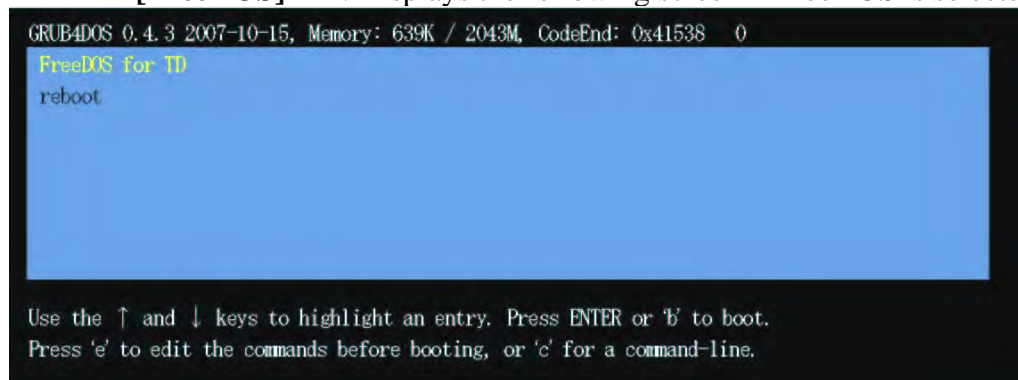 GRUB4DOS 0.4.3 2007-10-15, Memory: 639K / 2043M, CodeEnd: 0x41538 0
FreeDOS for TD
reboot
Use the ↑ and ↓ keys to highlight an entry. Press ENTER or ‘b’ to boot.
Press ‘e’ to edit the commands before booting, or ‘c’ for a command-line.